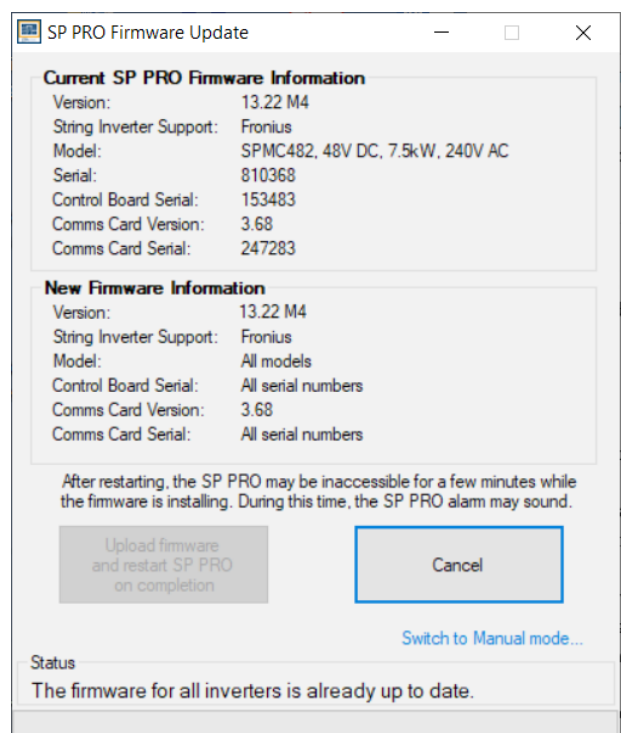 SP PRO Firmware Update
Current SP PRO Firmware Information
Version: 13.22 M4
String Inverter Support: Fronius
Model: SPMC482, 48V DC, 7.5kW, 240V AC
Serial: 810368
Control Board Serial: 153483
Comms Card Version: 3.68
Comms Card Serial: 247283
New Firmware Information
Version: 13.22 M4
String Inverter Support: Fronius
Model: All models
Control Board Serial: All serial numbers
Comms Card Version: 3.68
Comms Card Serial: All serial numbers
After restarting, the SP PRO may be inaccessible for a few minutes while
the firmware is installing. During this time, the SP PRO alarm may sound.
Upload firmware
and restart SP PRO
on completion
Cancel
Switch to Manual mode...
Status
The firmware for all inverters is already up to date.